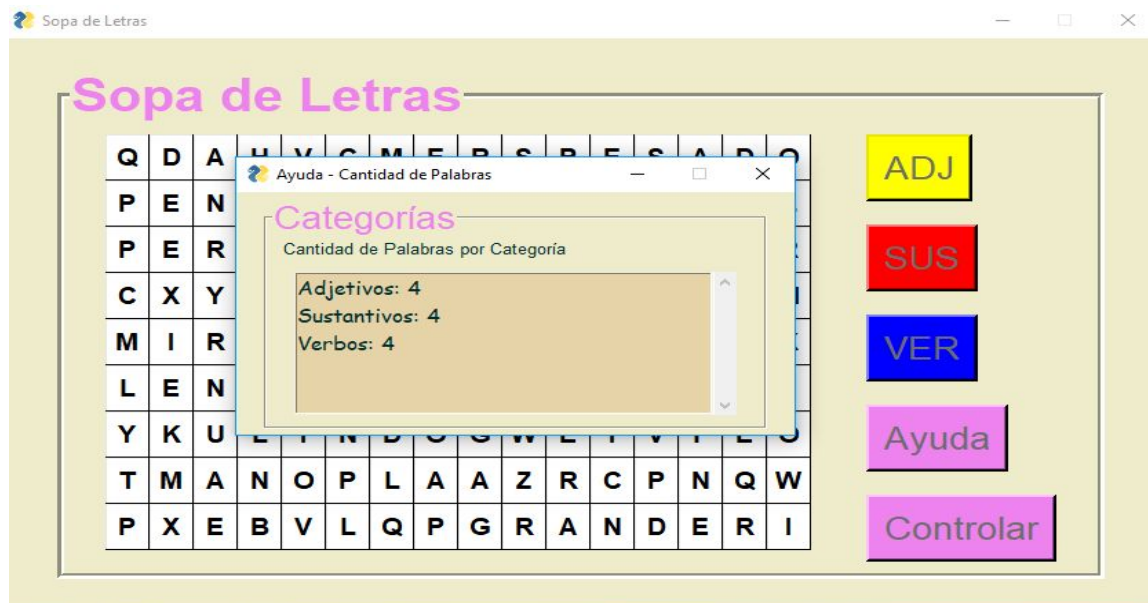 Sopa de Letras
Sopa de Letras
Q D A
P E N
P E R
C X Y
M I R
L E N
Y K U
T M A N O P L A A Z R C P N Q W
P X E B V L Q P G R A N D E R I
Ayuda - Cantidad de Palabras
Categorías
Cantidad de Palabras por Categoría
Adjetivos: 4
Sustantivos: 4
Verbos: 4
ADJ
SUS
VER
Ayuda
Controlar